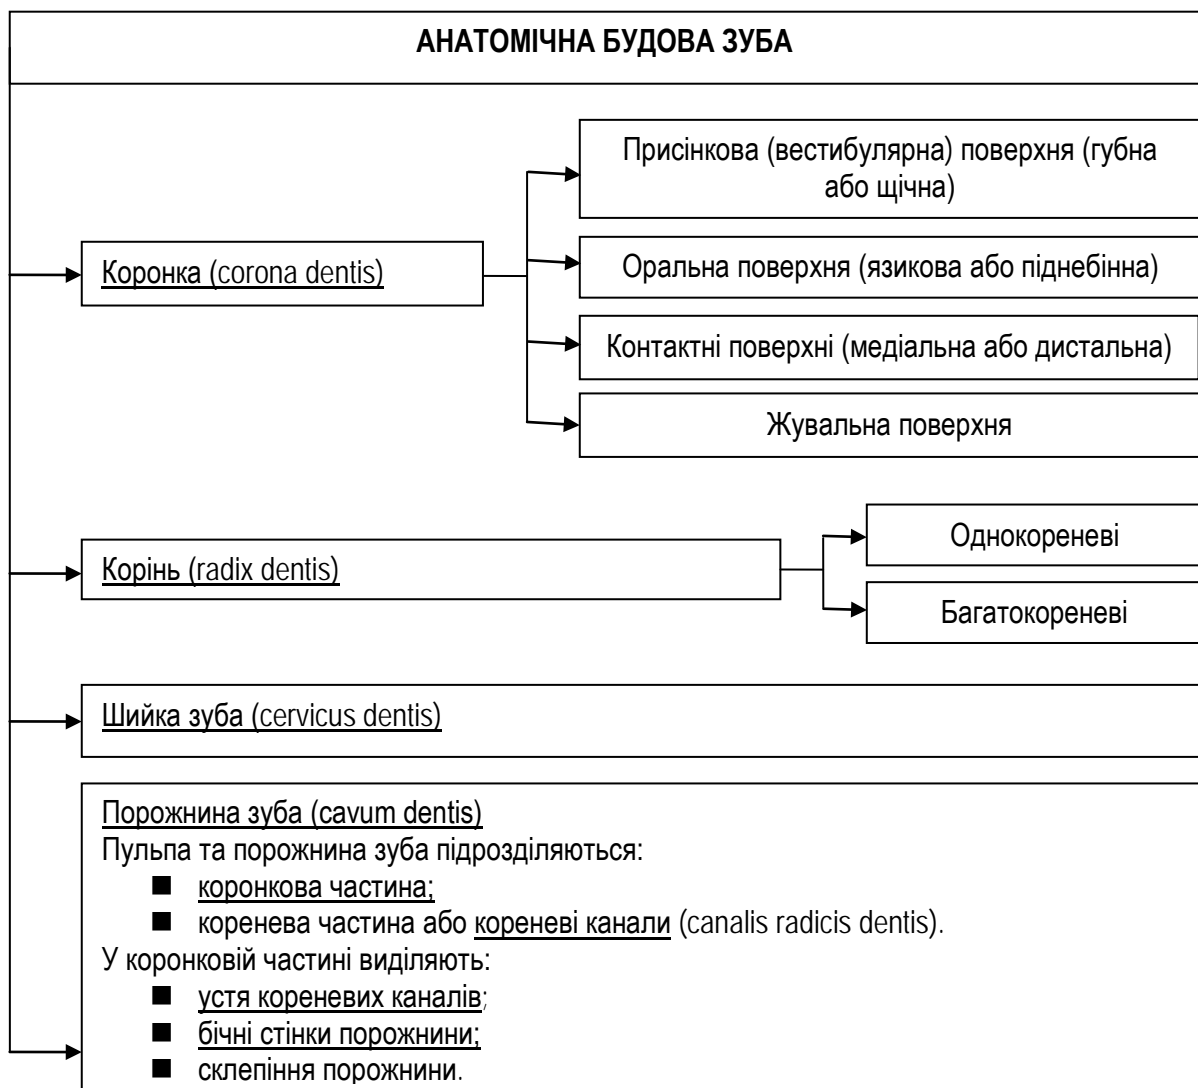 АНАТОМІЧНА БУДОВА ЗУБА
Присінкова (вестибулярна) поверхня (губна
або щічна)
Коронка (corona dentis)
Оральна поверхня (язикова або піднебінна)
Контактні поверхні (медіальна або дистальна)
Жувальна поверхня
Корінь (radix dentis)
Однокореневі
Багатокореневі
Шийка зуба (cervicus dentis)
Порожнина зуба (cavum dentis)
Пульпа та порожнина зуба підрозділяються:
■ коронкова частина;
■ коренева частина або кореневі канали (canalis radicis dentis).
У коронковій частині виділяють:
■ устя кореневих каналів;
■ бічні стінки порожнини;
■ склепіння порожнини.